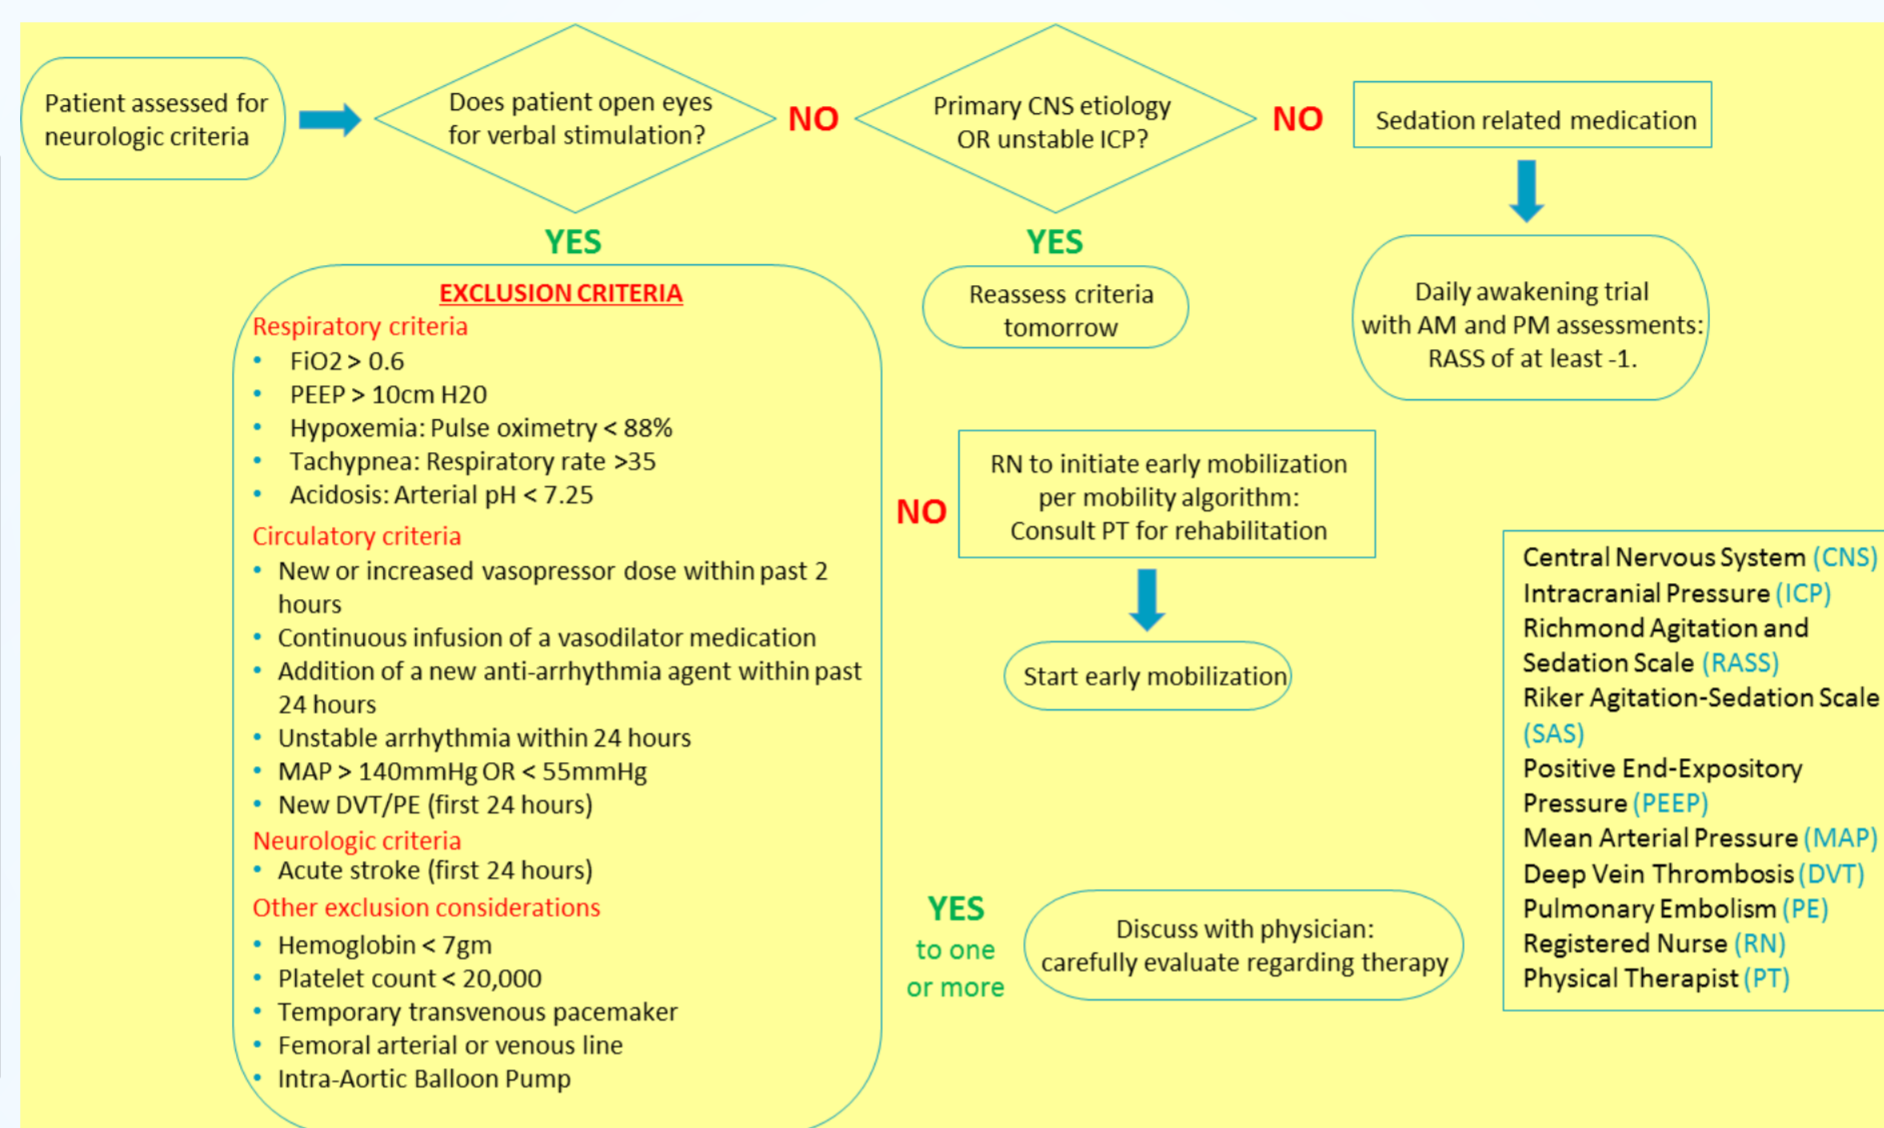 Patient assessed for
neurologic criteria
Does patient open eyes
for verbal stimulation?
NO
Primary CNS etiology
OR unstable ICP?
NO
Sedation related medication
YES
YES
Reassess criteria
tomorrow
Daily awakening trial
with AM and PM assessments:
RASS of at least -1.
EXCLUSION CRITERIA
Respiratory criteria
• FiO2 > 0.6
• PEEP > 10cm H20
• Hypoxemia: Pulse oximetry < 88%
• Tachypnea: Respiratory rate >35
• Acidosis: Arterial pH < 7.25
Circulatory criteria
• New or increased vasopressor dose within past 2
hours
• Continuous infusion of a vasodilator medication
• Addition of a new anti-arrhythmia agent within past
24 hours
• Unstable arrhythmia within 24 hours
• MAP > 140mmHg OR < 55mmHg
• New DVT/PE (first 24 hours)
Neurologic criteria
• Acute stroke (first 24 hours)
Other exclusion considerations
• Hemoglobin < 7gm
• Platelet count < 20,000
• Temporary transvenous pacemaker
• Femoral arterial or venous line
• Intra-Aortic Balloon Pump
NO
RN to initiate early mobilization
per mobility algorithm:
Consult PT for rehabilitation
Start early mobilization
YES
to one
or more
Discuss with physician:
carefully evaluate regarding therapy
Central Nervous System (CNS)
Intracranial Pressure (ICP)
Richmond Agitation and
Sedation Scale (RASS)
Riker Agitation-Sedation Scale
(SAS)
Positive End-Expository
Pressure (PEEP)
Mean Arterial Pressure (MAP)
Deep Vein Thrombosis (DVT)
Pulmonary Embolism (PE)
Registered Nurse (RN)
Physical Therapist (PT)